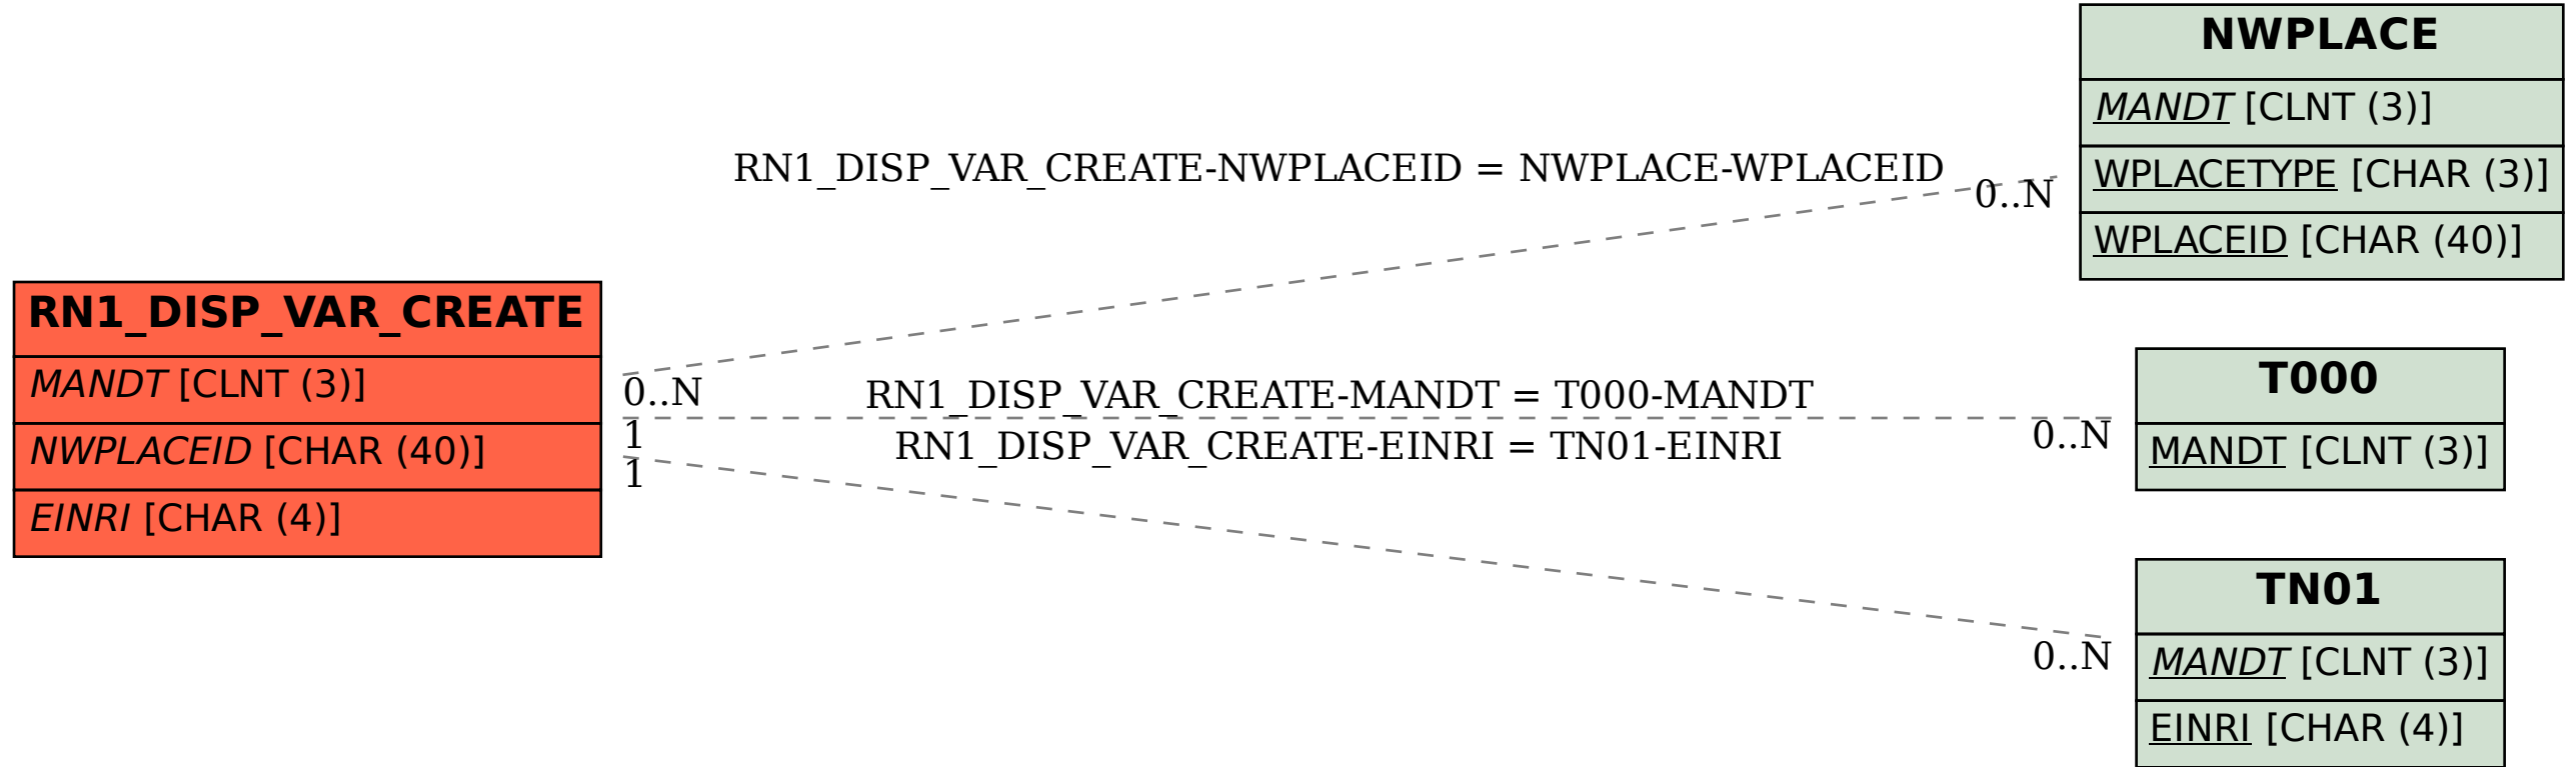 NWPLACE
MANDT [CLNT (3)]
WPLACETYPE [CHAR (3)]
WPLACEID [CHAR (40)]
RN1_DISP_VAR_CREATE-NWPLACEID = NWPLACE-WPLACEID
0..N
RN1_DISP_VAR_CREATE
MANDT [CLNT (3)]
NWPLACEID [CHAR (40)]
EINRI [CHAR (4)]
0..N
RN1_DISP_VAR_CREATE-MANDT = T000-MANDT
1
0..N
RN1_DISP_VAR_CREATE-EINRI = TN01-EINRI
1
0..N
T000
MANDT [CLNT (3)]
TN01
MANDT [CLNT (3)]
EINRI [CHAR (4)]